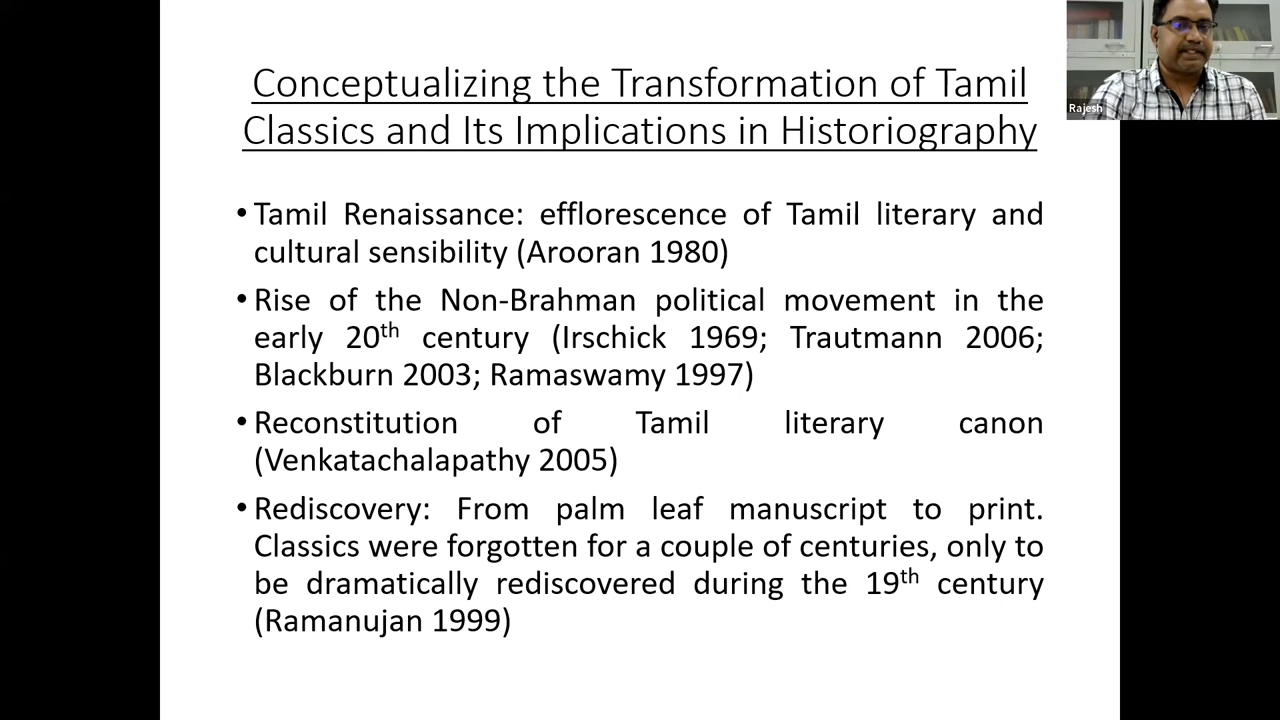 Conceptualizing the Transformation of Tamil
Classics and Its Implications in Historiography
• Tamil Renaissance: efflorescence of Tamil literary and
cultural sensibility (Arooran 1980)
• Rise of the Non-Brahman political movement in the
early 20th century (Irschick 1969; Trautmann 2006;
Blackburn 2003; Ramaswamy 1997)
• Reconstitution of Tamil literary canon
(Venkatachalapathy 2005)
• Rediscovery: From palm leaf manuscript to print.
Classics were forgotten for a couple of centuries, only to
be dramatically rediscovered during the 19th century
(Ramanujan 1999)
Rajesh